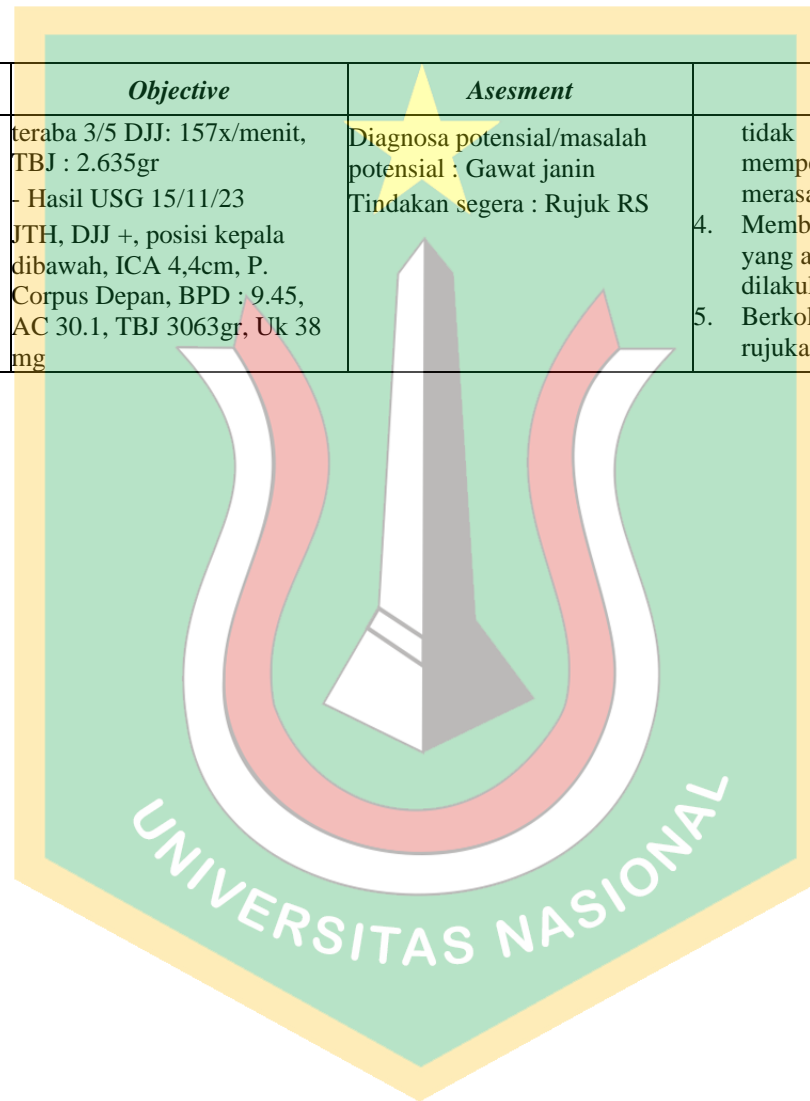 Objective
Asesment
teraba 3/5 DJJ: 157x/menit,
TBJ : 2.635gr
- Hasil USG 15/11/23
JTH, DJJ +, posisi kepala
dibawah, ICA 4,4cm, P.
Corpus Depan, BPD : 9.45,
AC 30.1, TBJ 3063gr, Uk 38
mg
Diagnosa potensial/masalah
potensial : Gawat janin
Tindakan segera : Rujuk RS
tidak
4.
yang a
5.
UNIVERSITAS NASIONAL